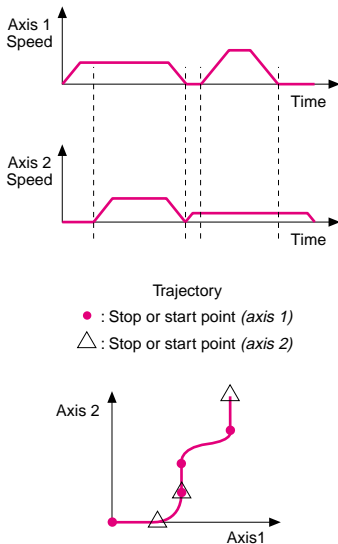 Axis 1
Speed
Time
Axis 2
Speed
Time
Trajectory
: Stop or start point (axis 1)
: Stop or start point (axis 2)
Axis 2
Axis1